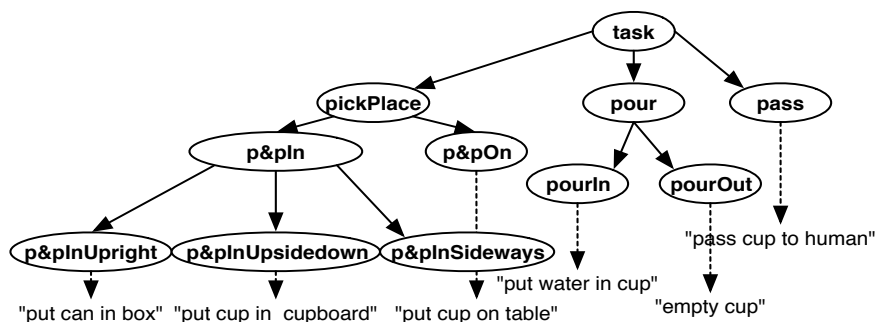 task
pickPlace
pour
pass
p&pIn
p&pOn
pourIn
pourOut
p&pInUpright
p&pInUpsidedown
p&pInSideways
"pass cup to human"
"put water in cup"
"put can in box"
"put cup in cupboard"
"put cup on table"
"empty cup"